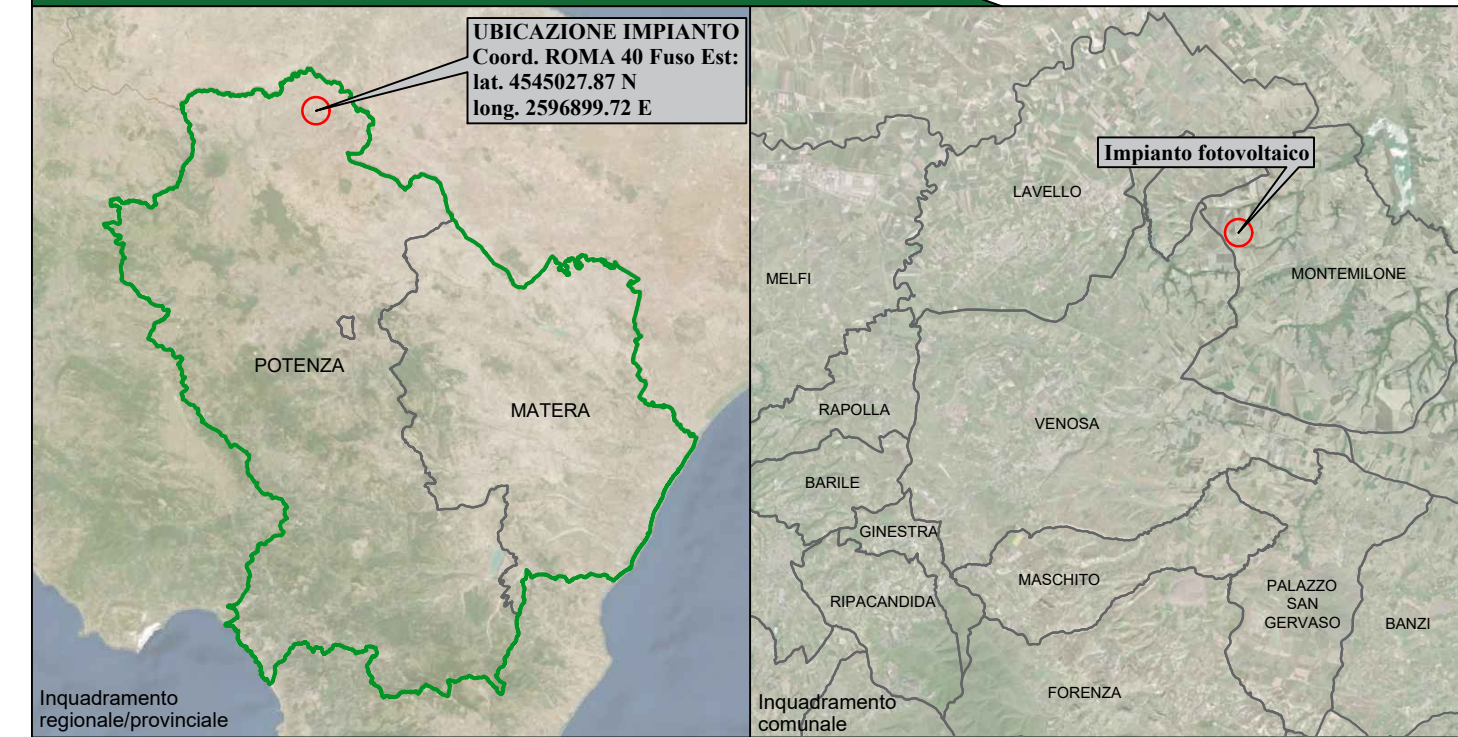 UBICAZIONE IMPIANTO
Coord. ROMA 40 Fuso Est:
lat. 4545027.87 N
long. 2596899.72 E
POTENZA
MATERA
Inquadramento
regionale/provinciale
Impianto fotovoltaico
LAVELLO
MELFI
MONTEMILONE
RAPOLLA
VENOSA
BARILE
GINESTRA
MASCHITO
RIPACANDIDA
PALAZZO
SAN
GERVASO
BANZI
FORENZA
Inquadramento
comunale